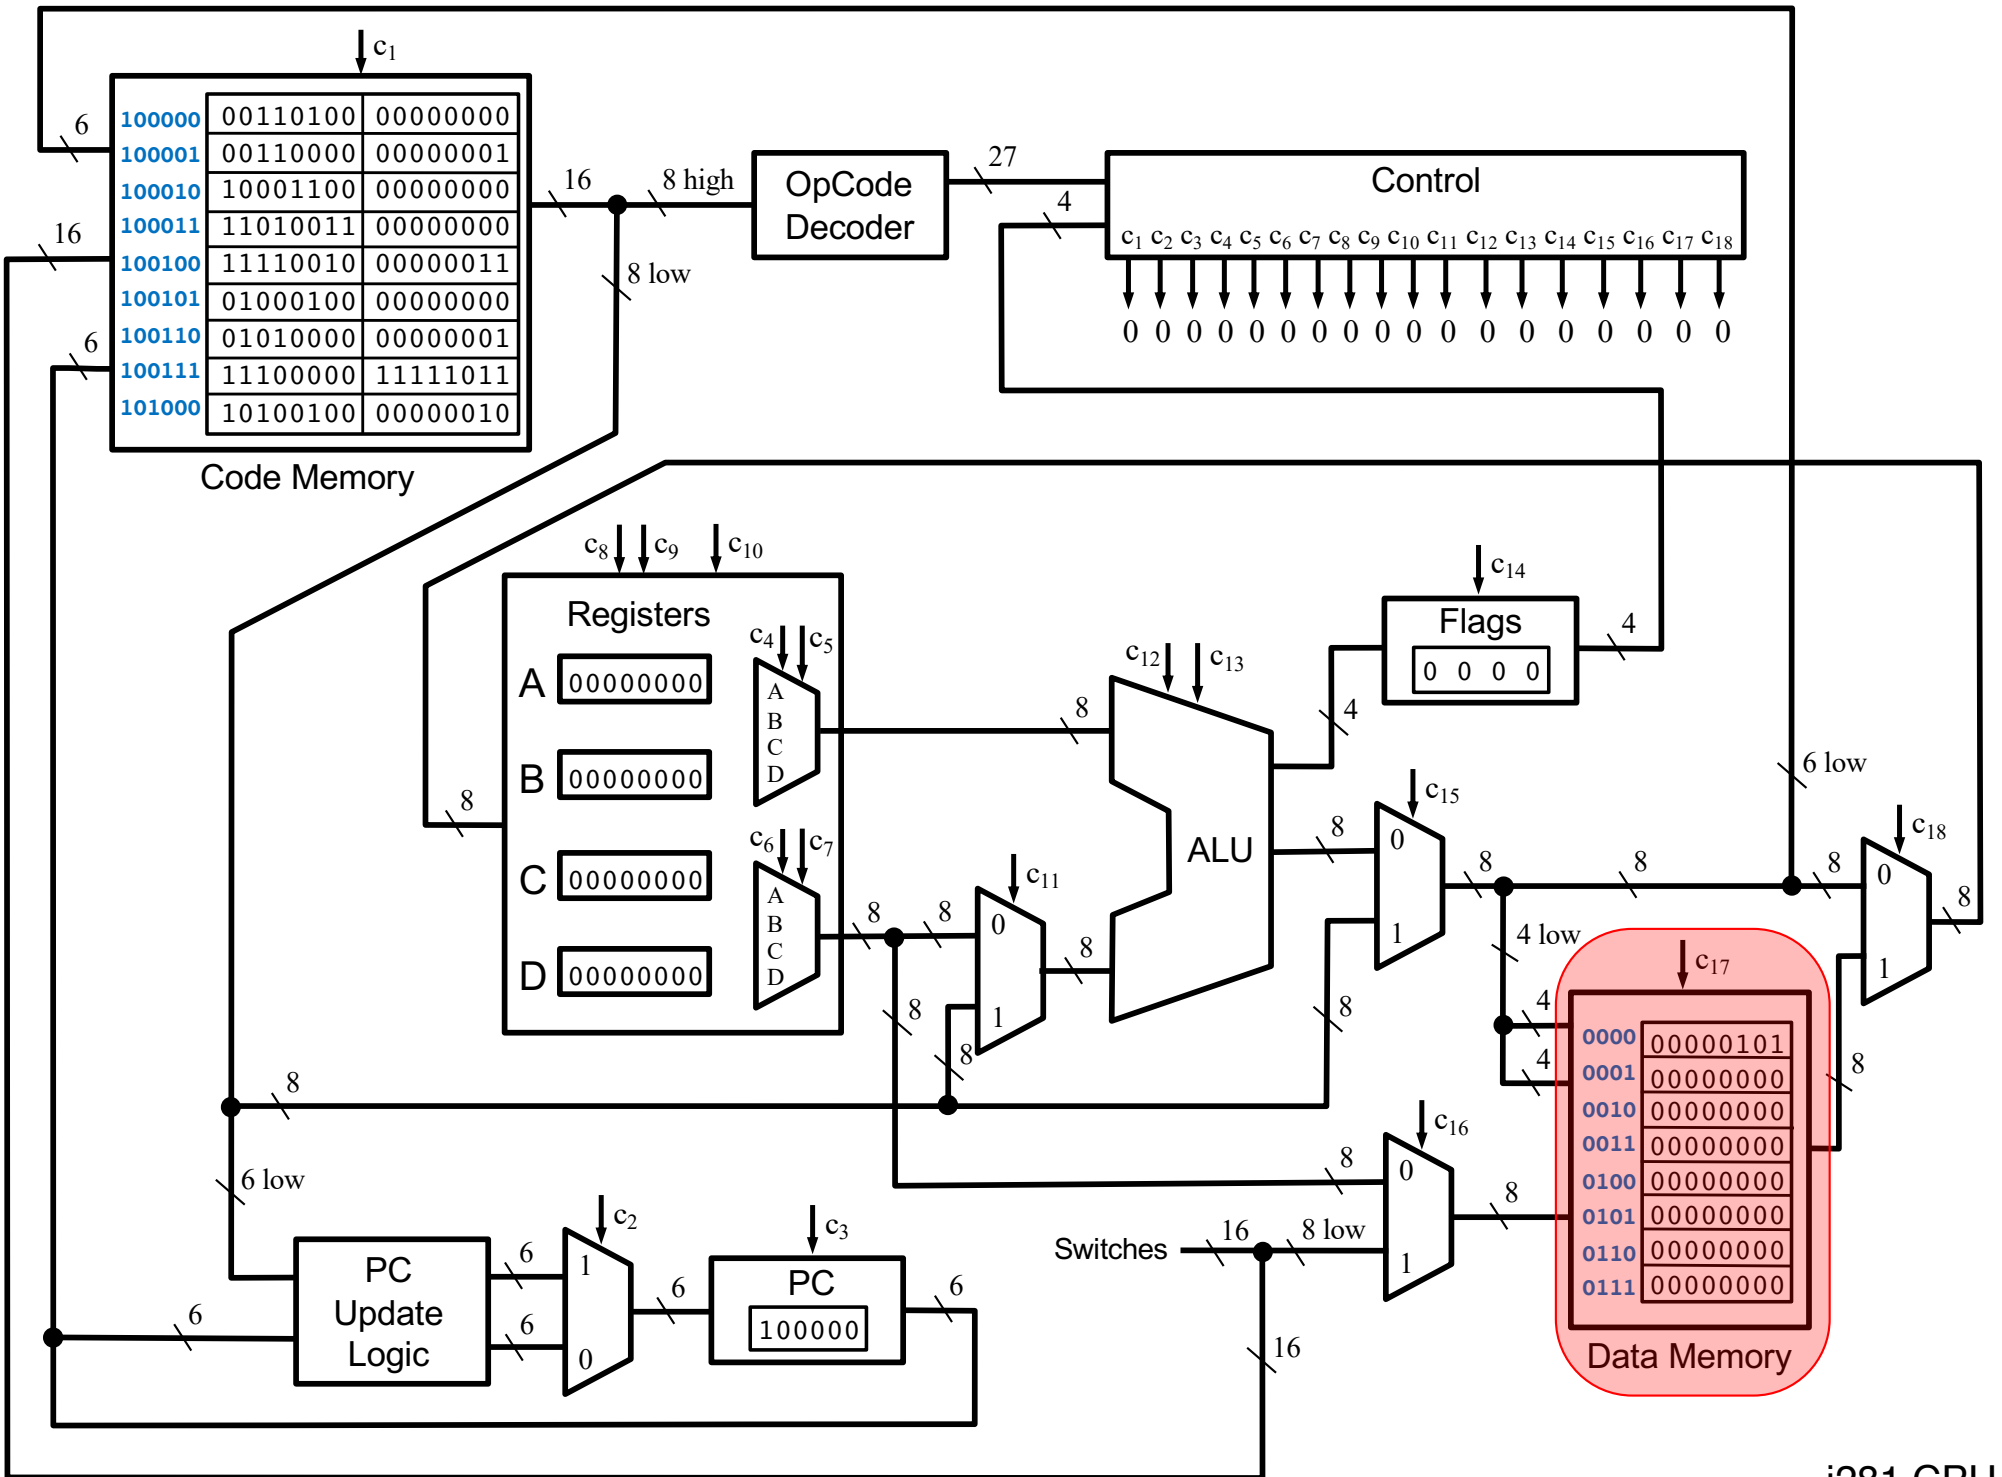 c1
100000 00110100 00000000
100001 00110000 00000001
100010 10001100 00000000
100011 11010011 00000000
100100 11110010 00000011
100101 01000100 00000000
100110 01010000 00000001
100111 11100000 11111011
101000 10100100 00000010
Code Memory
6
16
6
16
8 high
8 low
OpCode
Decoder
27
4
Control
c1 c2 c3 c4 c5 c6 c7 c8 c9 c10 c11 c12 c13 c14 c15 c16 c17 c18
0 0 0 0 0 0 0 0 0 0 0 0 0 0 0 0 0 0
c8 c9 c10
Registers
A 00000000
B 00000000
C 00000000
D 00000000
8
c4 c5
A
B
C
D
c6 c7
A
B
C
D
8
8
8
8
c11
0
1
8
8
c12 c13
ALU
c14
Flags
0 0 0 0
4
4
8
c15
0
1
8
8
4 low
8
6 low
8
c18
0
1
8
c17
4
4
0000 00000101
0001 00000000
0010 00000000
0011 00000000
0100 00000000
0101 00000000
0110 00000000
0111 00000000
Data Memory
8
8
8
c16
0
1
8
Switches
16
8 low
16
6 low
6
PC
Update
Logic
6
6
c2
1
0
6
c3
PC
100000
6